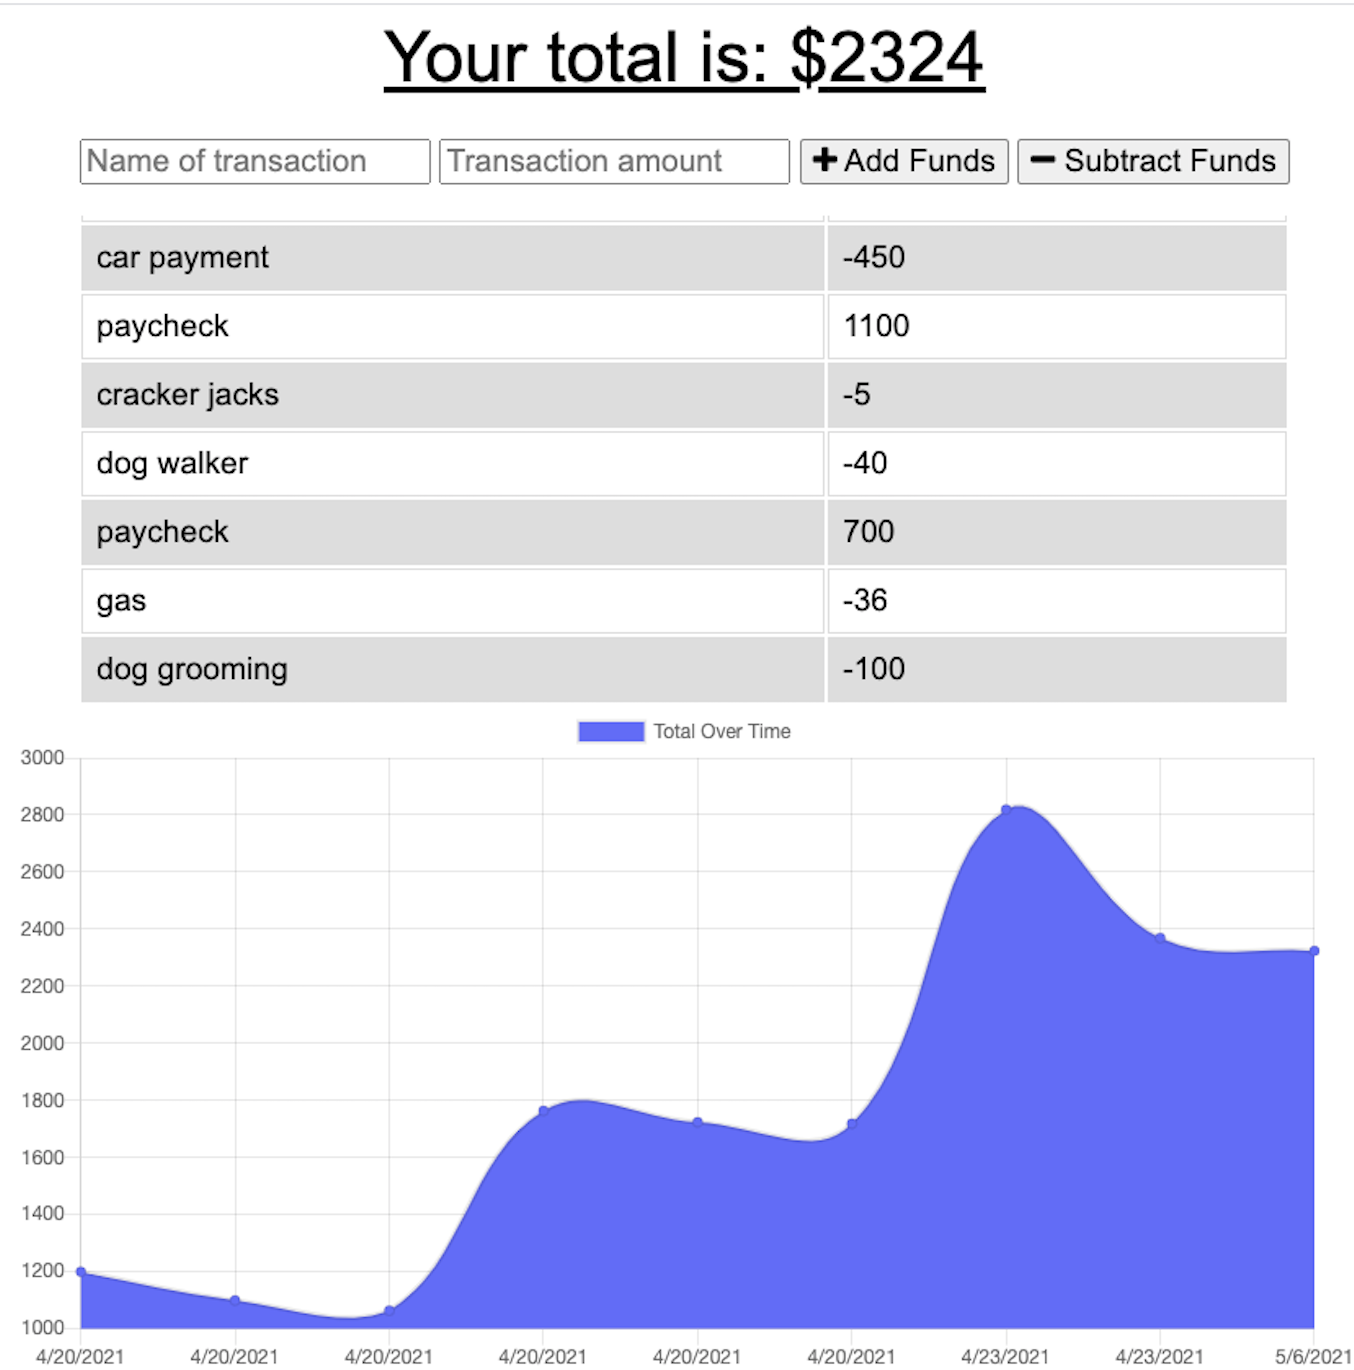 Your total is: $2324
Name of transaction Transaction amount + Add Funds − Subtract Funds
car payment -450
paycheck 1100
cracker jacks -5
dog walker -40
paycheck 700
gas -36
dog grooming -100
Total Over Time
3000
2800
2600
2400
2200
2000
1800
1600
1400
1200
1000
4/20/2021 4/20/2021 4/20/2021 4/20/2021 4/20/2021 4/20/2021 4/23/2021 4/23/2021 5/6/2021